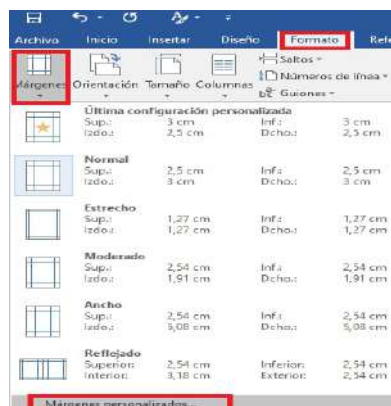 Archivo Inicio Insertar Diseño Formato Refe
Márgenes Orientación Tamaño Columnas
Saltos
Números de línea
Guiones
Última configuración personalizada
Sup.: 3 cm Inf.: 3 cm
Izdo.: 2,5 cm Dcho.: 2,5 cm
Normal
Sup.: 2,5 cm Inf.: 2,5 cm
Izdo.: 3 cm Dcho.: 3 cm
Estrecho
Sup.: 1,27 cm Inf.: 1,27 cm
Izdo.: 1,27 cm Dcho.: 1,27 cm
Moderado
Sup.: 2,54 cm Inf.: 2,54 cm
Izdo.: 1,91 cm Dcho.: 1,91 cm
Ancho
Sup.: 2,54 cm Inf.: 2,54 cm
Izdo.: 5,08 cm Dcho.: 5,08 cm
Reflejado
Superior: 2,54 cm Inferior: 2,54 cm
Interior: 3,18 cm Exterior: 2,54 cm
Márgenes personalizados...